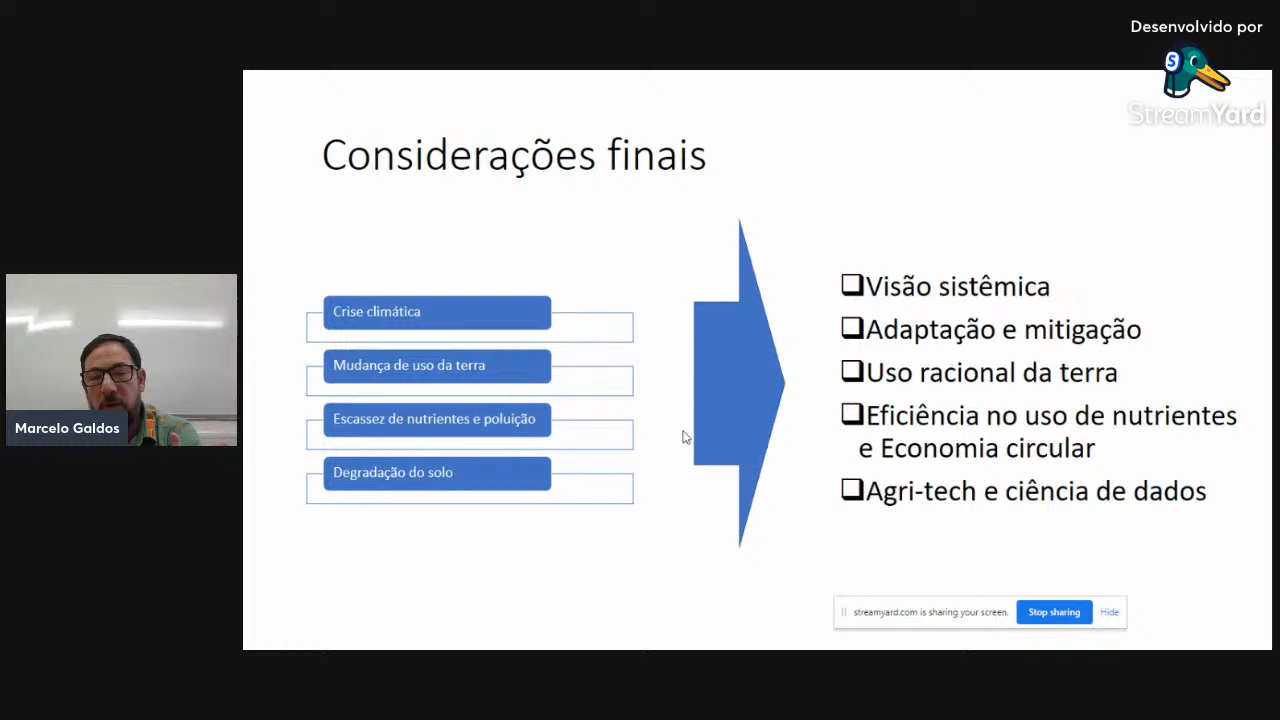 Desenvolvido por
StreamYard
Considerações finais
Crise climática
Mudança de uso da terra
Escassez de nutrientes e poluição
Degradação do solo
❑Visão sistêmica
❑Adaptação e mitigação
❑Uso racional da terra
❑Eficiência no uso de nutrientes
e Economia circular
❑Agri-tech e ciência de dados
Marcelo Galdos
streamyard.com is sharing your screen. Stop sharing Hide